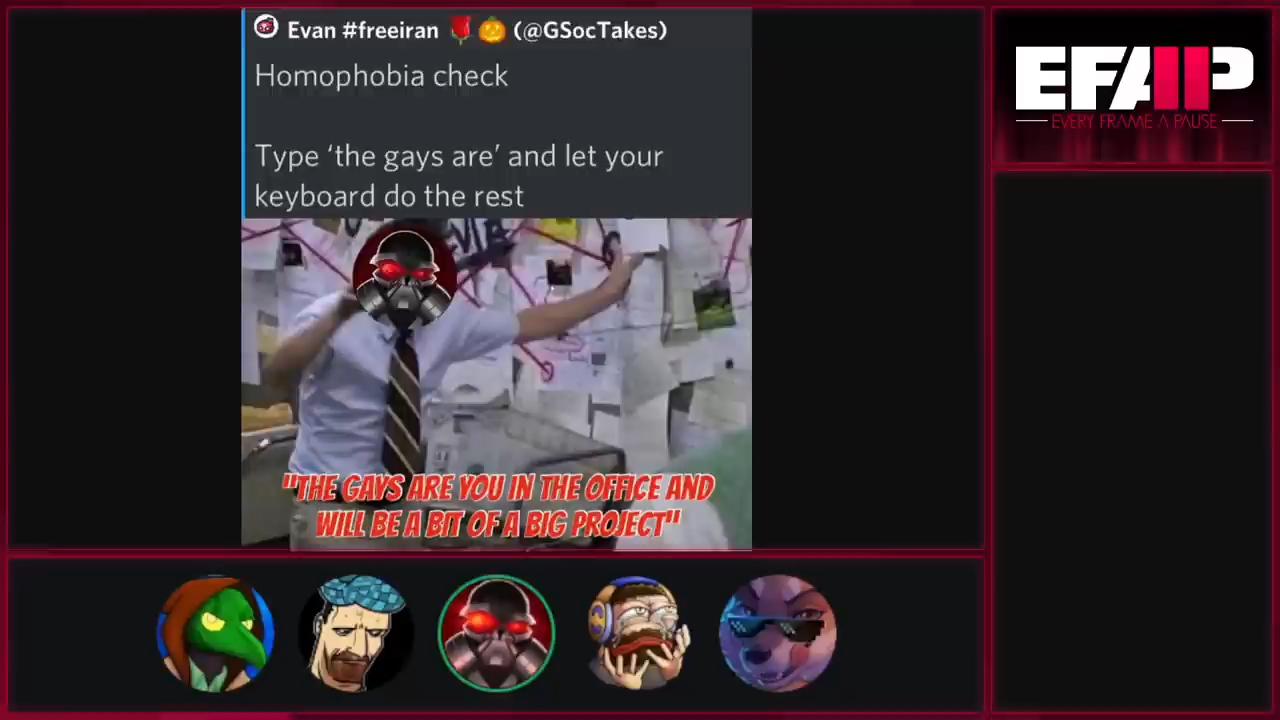 Evan #freeiran 🌹🎃 (@GSocTakes)
Homophobia check
Type ‘the gays are’ and let your
keyboard do the rest
"THE GAYS ARE YOU IN THE OFFICE AND
WILL BE A BIT OF A BIG PROJECT"
EFAP
EVERY FRAME A PAUSE